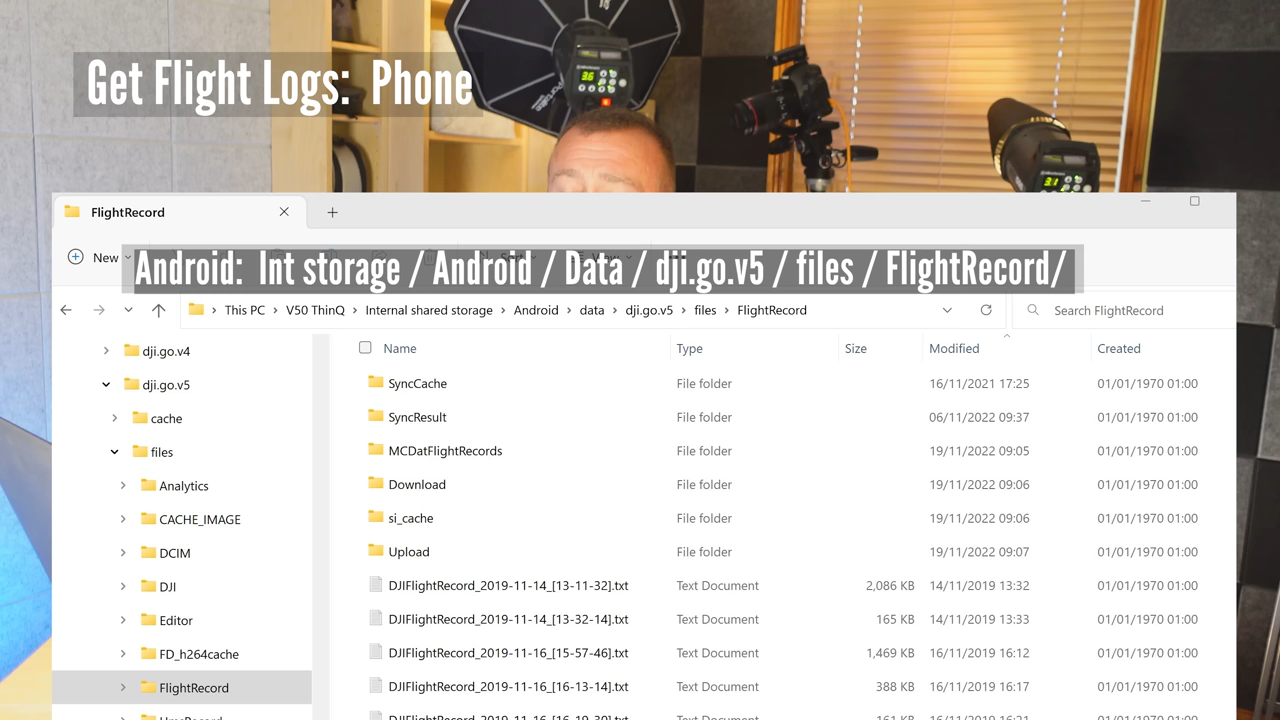 Get Flight Logs: Phone
3.6
3.1
FlightRecord
New
Android: Int storage / Android / Data / dji.go.v5 / files / FlightRecord/
This PC > V50 ThinQ > Internal shared storage > Android > data > dji.go.v5 > files > FlightRecord
Search FlightRecord
Name Type Size Modified Created
dji.go.v4
dji.go.v5
cache
files
Analytics
CACHE_IMAGE
DCIM
DJI
Editor
FD_h264cache
FlightRecord
SyncCache File folder 16/11/2021 17:25 01/01/1970 01:00
SyncResult File folder 06/11/2022 09:37 01/01/1970 01:00
MCDatFlightRecords File folder 19/11/2022 09:05 01/01/1970 01:00
Download File folder 19/11/2022 09:06 01/01/1970 01:00
si_cache File folder 19/11/2022 09:06 01/01/1970 01:00
Upload File folder 19/11/2022 09:07 01/01/1970 01:00
DJIFlightRecord_2019-11-14_[13-11-32].txt Text Document 2,086 KB 14/11/2019 13:32 01/01/1970 01:00
DJIFlightRecord_2019-11-14_[13-32-14].txt Text Document 165 KB 14/11/2019 13:33 01/01/1970 01:00
DJIFlightRecord_2019-11-16_[15-57-46].txt Text Document 1,469 KB 16/11/2019 16:12 01/01/1970 01:00
DJIFlightRecord_2019-11-16_[16-13-14].txt Text Document 388 KB 16/11/2019 16:17 01/01/1970 01:00